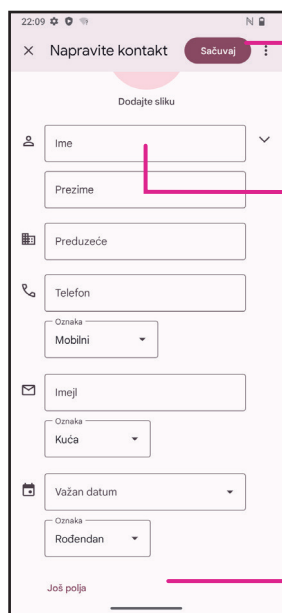 22:09
Napravite kontakt Sačuvaj
Dodajte sliku
Ime
Prezime
Preduzeće
Telefon
Oznaka
Mobilni
Imejl
Oznaka
Kuća
Važan datum
Oznaka
Rođendan
Još polja